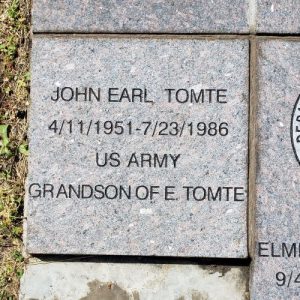 JOHN EARL TOMTE
4/11/1951-7/23/1986
US ARMY
GRANDSON OF E. TOMTE